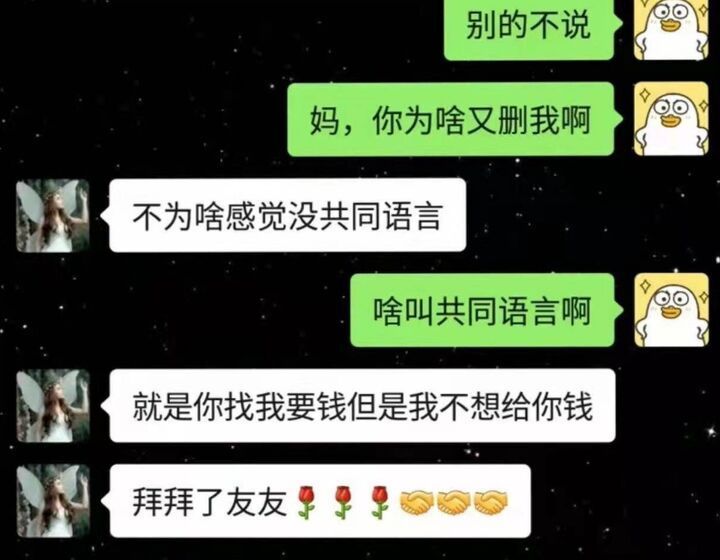 别的不说
妈，你为啥又删我啊
不为啥感觉没共同语言
啥叫共同语言啊
就是你找我要钱但是我不想给你钱
拜拜了友友🌹🌹🌹🤝🤝🤝